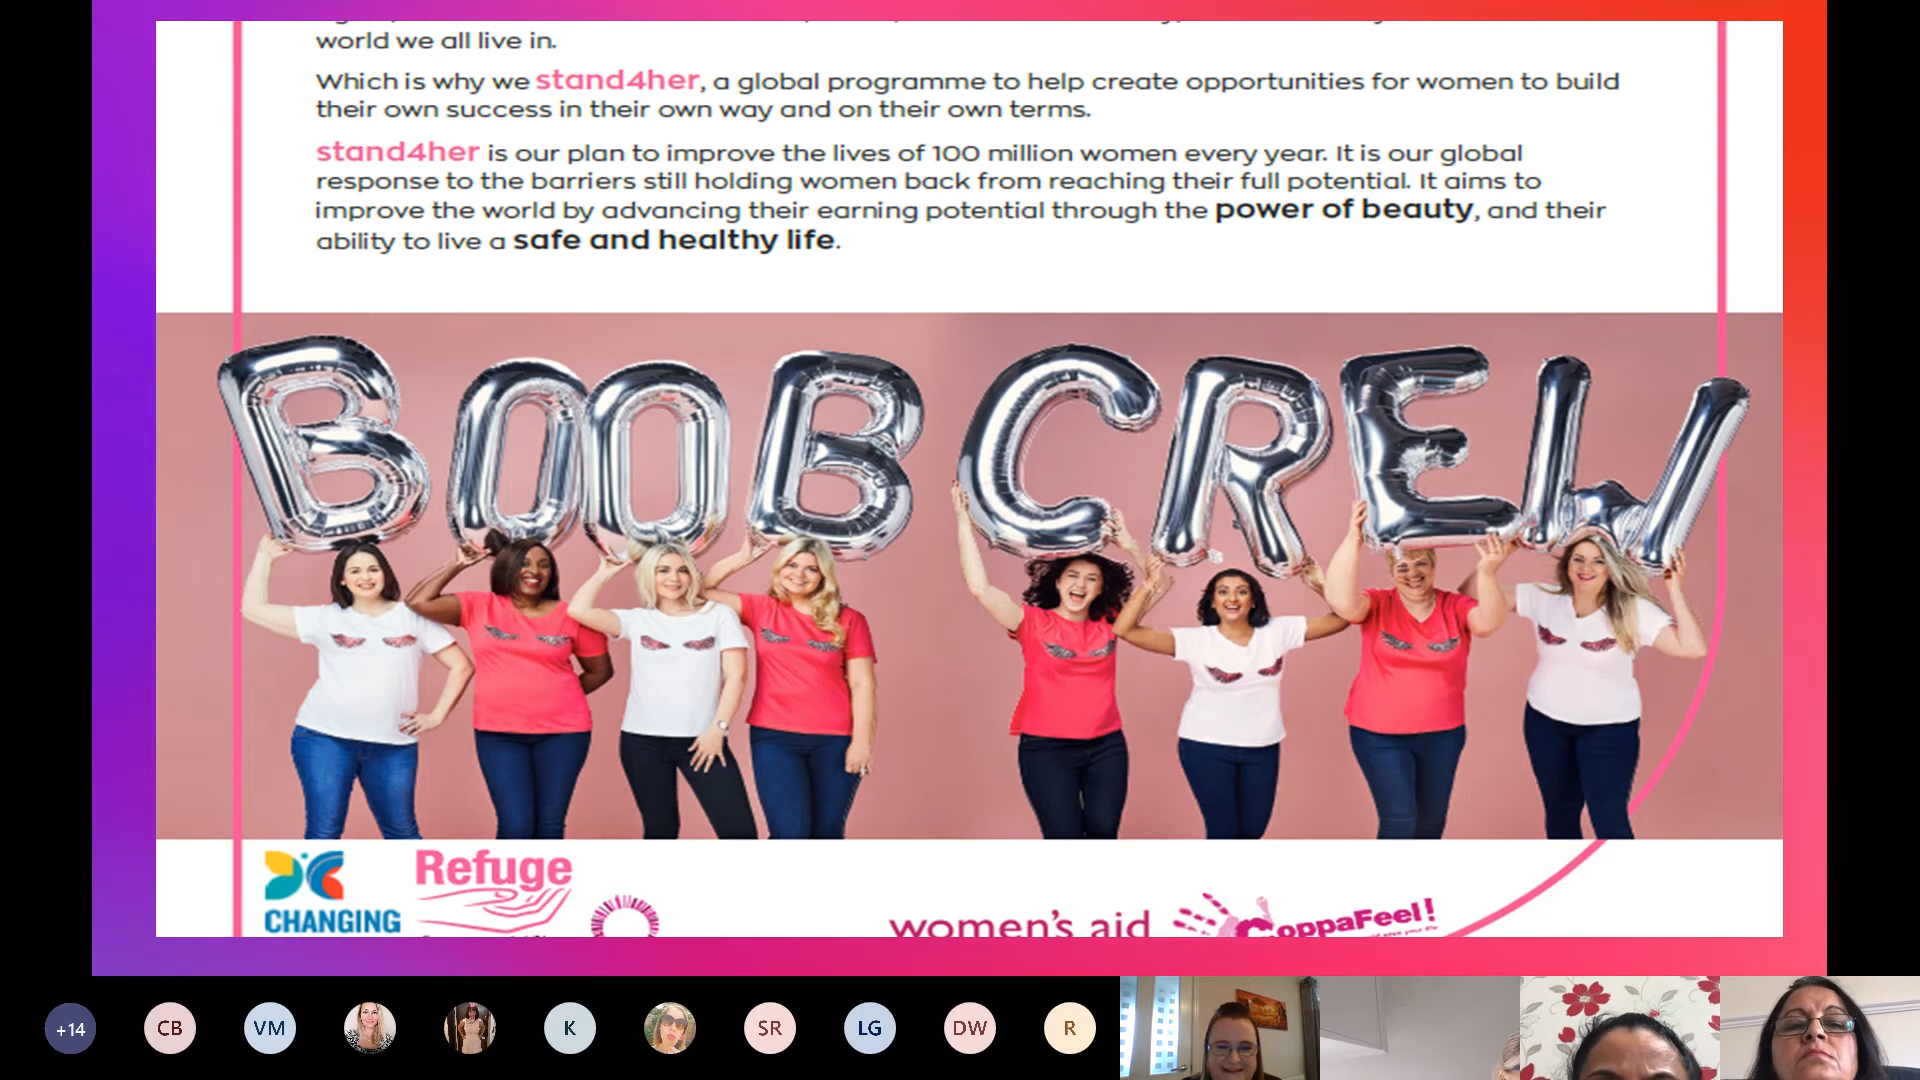 world we all live in.
Which is why we stand4her, a global programme to help create opportunities for women to build
their own success in their own way and on their own terms.
stand4her is our plan to improve the lives of 100 million women every year. It is our global
response to the barriers still holding women back from reaching their full potential. It aims to
improve the world by advancing their earning potential through the power of beauty, and their
ability to live a safe and healthy life.
BOOB CREW
Refuge
CHANGING
women's aid
CoppaFeel!
+14
CB
VM
K
SR
LG
DW
R